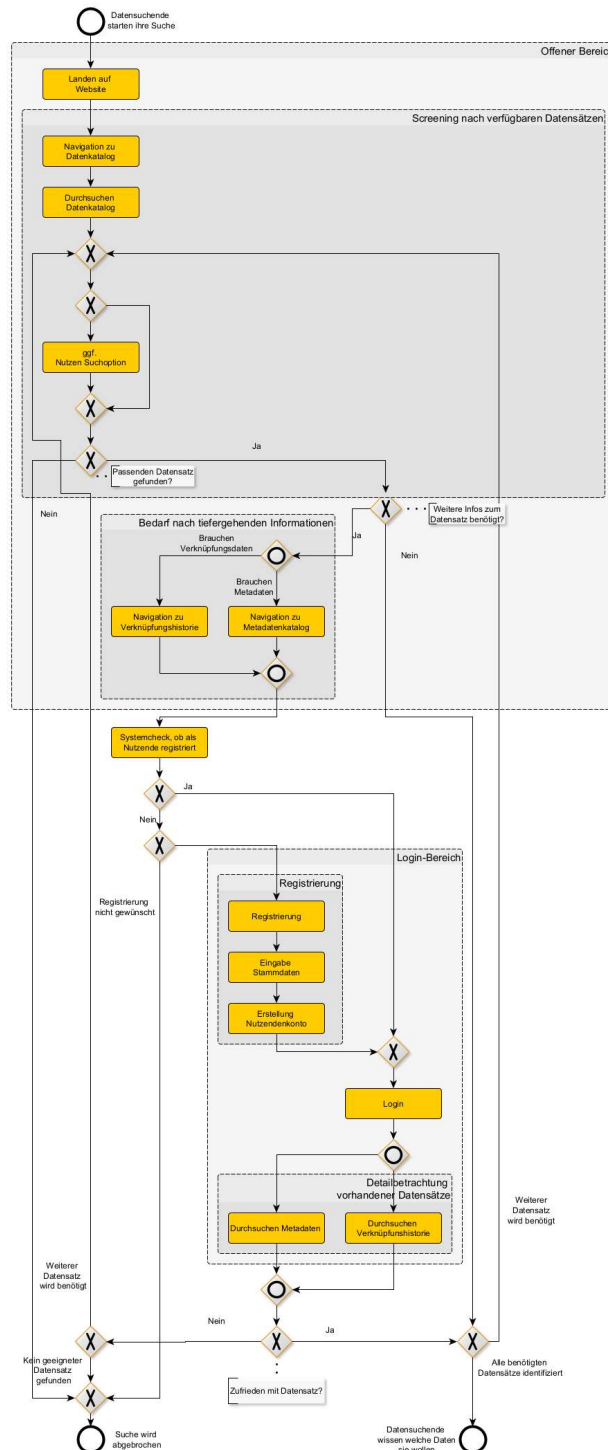 Datensuchende
starten ihre Suche
Offener Bereich
Landen auf
Website
Screening nach verfügbaren Datensätzen
Navigation zu
Datenkatalog
Durchsuchen
Datenkatalog
ggf.
Nutzen Suchoption
Ja
Passenden Datensatz
gefunden?
Nein
Weitere Infos zum
Datensatz benötigt?
Ja
Nein
Bedarf nach tiefergehenden Informationen
Brauchen
Verknüpfungsdaten
Brauchen
Metadaten
Navigation zu
Verknüpfungshistorie
Navigation zu
Metadatenkatalog
Systemcheck, ob als
Nutzende registriert
Ja
Nein
Login-Bereich
Registrierung
Registrierung
nicht gewünscht
Registrierung
Eingabe
Stammdaten
Erstellung
Nutzendenkonto
Login
Detailbetrachtung
vorhandener Datensätze
Durchsuchen Metadaten
Durchsuchen
Verknüpfunshistorie
Weiterer
Datensatz
wird benötigt
Weiterer
Datensatz
wird benötigt
Nein
Ja
Kein geeigneter
Datensatz
gefunden
Alle benötigten
Datensätze identifiziert
Zufrieden mit Datensatz?
Suche wird
abgebrochen
Datensuchende
wissen welche Daten
sie wollen